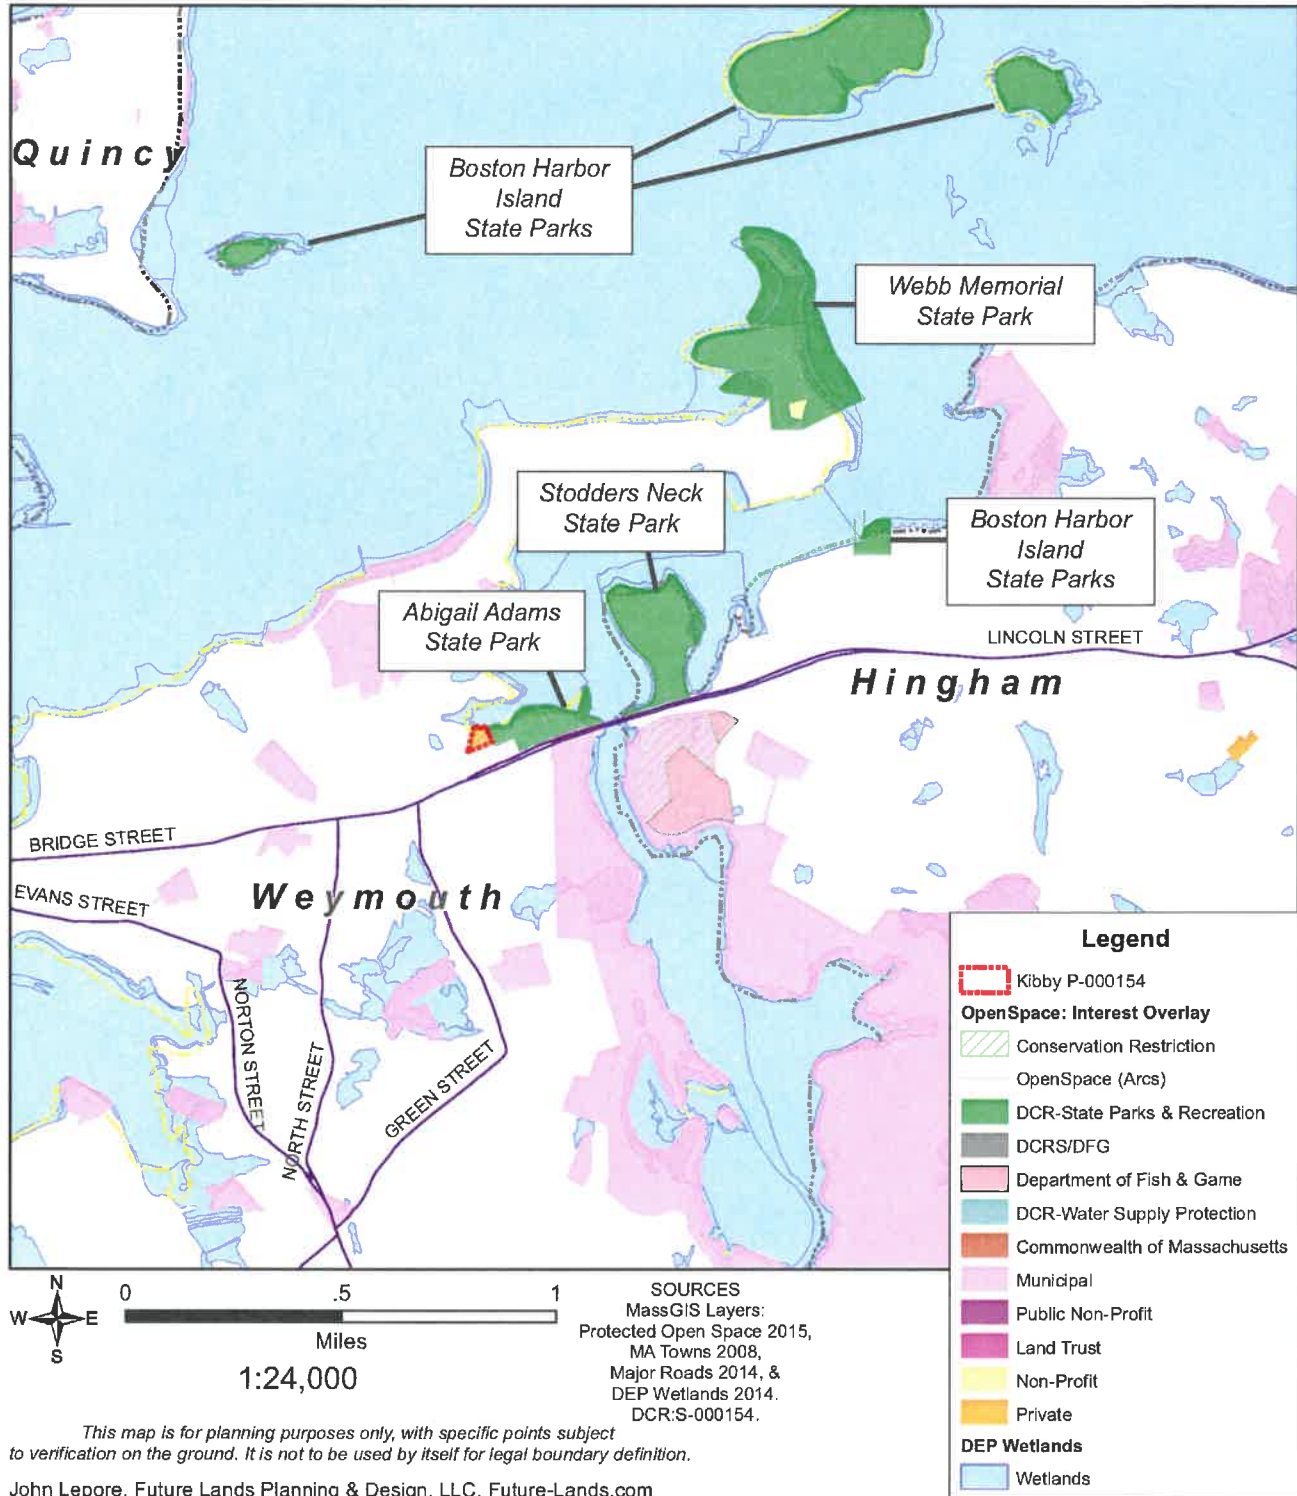 Quincy
Boston Harbor
Island
State Parks
Webb Memorial
State Park
Stodders Neck
State Park
Boston Harbor
Island
State Parks
Abigail Adams
State Park
LINCOLN STREET
Hingham
BRIDGE STREET
EVANS STREET
Weymouth
NORTON STREET
NORTH STREET
GREEN STREET
Legend
Kibby P-000154
OpenSpace: Interest Overlay
Conservation Restriction
OpenSpace (Arcs)
DCR-State Parks & Recreation
DCRS/DFG
Department of Fish & Game
DCR-Water Supply Protection
Commonwealth of Massachusetts
Municipal
Public Non-Profit
Land Trust
Non-Profit
Private
DEP Wetlands
Wetlands
N
W E
S
0 .5 1
Miles
1:24,000
SOURCES
MassGIS Layers:
Protected Open Space 2015,
MA Towns 2008,
Major Roads 2014, &
DEP Wetlands 2014.
DCR:S-000154.
This map is for planning purposes only, with specific points subject
to verification on the ground. It is not to be used by itself for legal boundary definition.
John Lepore, Future Lands Planning & Design, LLC, Future-Lands.com